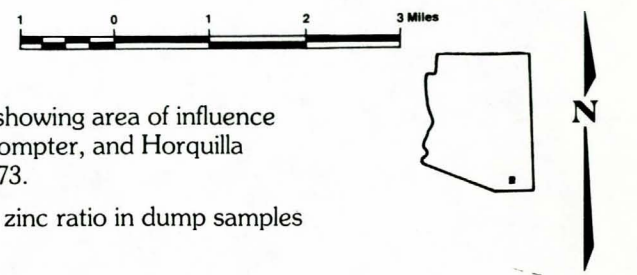 1 0 1 2 3 Miles
showing area of influence
ompter, and Horquilla
73.
zinc ratio in dump samples
N